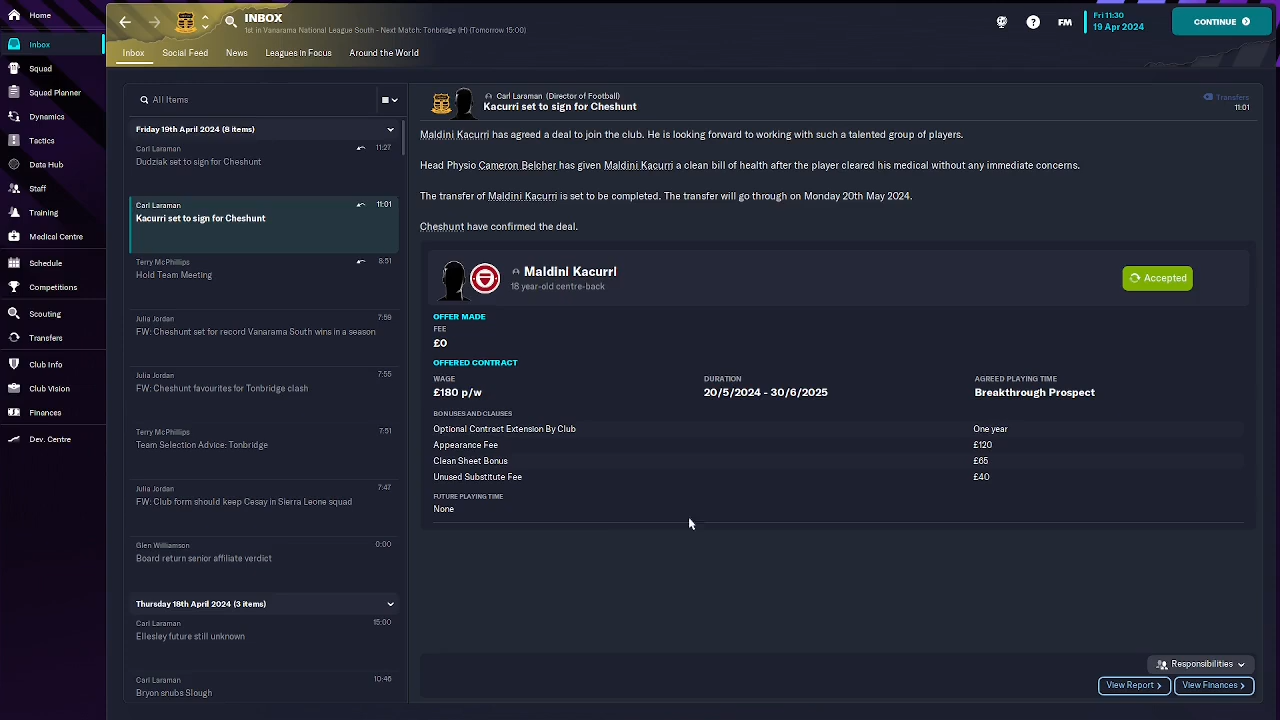 Home
Inbox
Squad
Squad Planner
Dynamics
Tactics
Data Hub
Staff
Training
Medical Centre
Schedule
Competitions
Scouting
Transfers
Club Info
Club Vision
Finances
Dev. Centre
INBOX
1st in Vanarama National League South - Next Match: Tonbridge (H) (Tomorrow 15:00)
?
FM
Fri 11:30
19 Apr 2024
CONTINUE
Inbox Social Feed News Leagues in Focus Around the World
All Items
Friday 19th April 2024 (8 items)
Carl Laraman 11:27
Dudziak set to sign for Cheshunt
Carl Laraman 11:01
Kacurri set to sign for Cheshunt
Terry McPhillips 8:51
Hold Team Meeting
Julia Jordan 7:59
FW: Cheshunt set for record Vanarama South wins in a season
Julia Jordan 7:55
FW: Cheshunt favourites for Tonbridge clash
Terry McPhillips 7:51
Team Selection Advice: Tonbridge
Julia Jordan 7:47
FW: Club form should keep Cesay in Sierra Leone squad
Glen Williamson 0:00
Board return senior affiliate verdict
Thursday 18th April 2024 (3 items)
Carl Laraman 15:00
Ellesley future still unknown
Carl Laraman 10:46
Bryon snubs Slough
Carl Laraman (Director of Football)
Kacurri set to sign for Cheshunt
Transfers
11:01
Maldini Kacurri has agreed a deal to join the club. He is looking forward to working with such a talented group of players.
Head Physio Cameron Belcher has given Maldini Kacurri a clean bill of health after the player cleared his medical without any immediate concerns.
The transfer of Maldini Kacurri is set to be completed. The transfer will go through on Monday 20th May 2024.
Cheshunt have confirmed the deal.
Maldini Kacurri
18 year-old centre-back
Accepted
OFFER MADE
FEE
£0
OFFERED CONTRACT
WAGE DURATION AGREED PLAYING TIME
£180 p/w 20/5/2024 - 30/6/2025 Breakthrough Prospect
BONUSES AND CLAUSES
Optional Contract Extension By Club One year
Appearance Fee £120
Clean Sheet Bonus £65
Unused Substitute Fee £40
FUTURE PLAYING TIME
None
Responsibilities
View Report View Finances